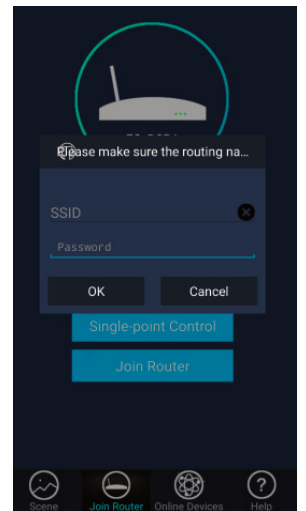 Please make sure the routing na...
SSID
Password
OK Cancel
Single-point Control
Join Router
Scene Join Router Online Devices Help